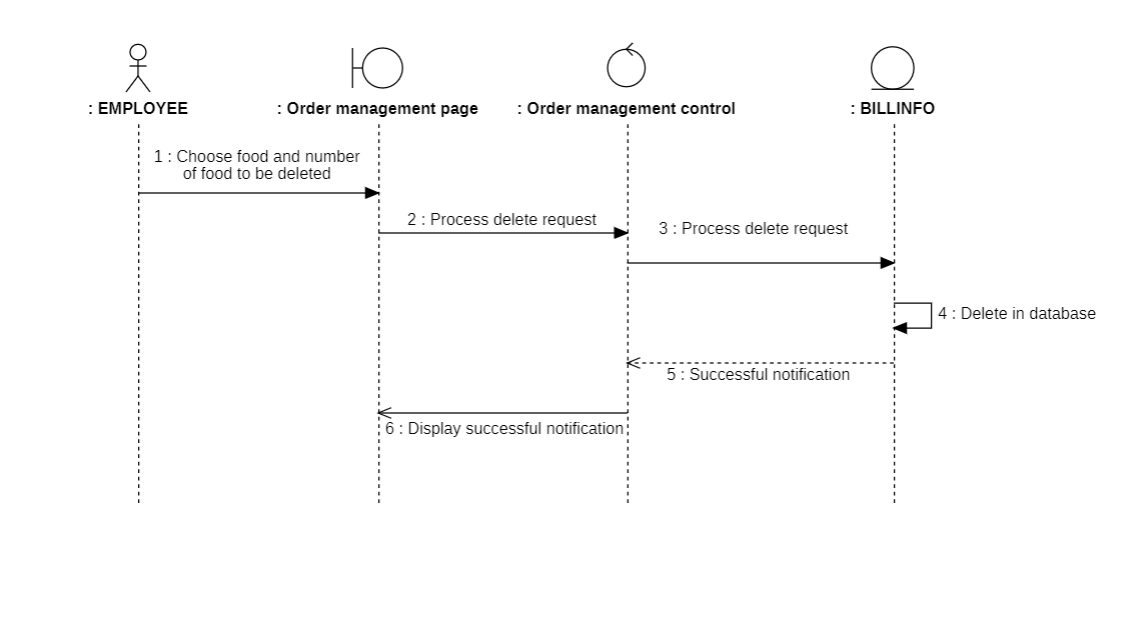 : EMPLOYEE
: Order management page
: Order management control
: BILLINFO
1 : Choose food and number
of food to be deleted
2 : Process delete request
3 : Process delete request
4 : Delete in database
5 : Successful notification
6 : Display successful notification